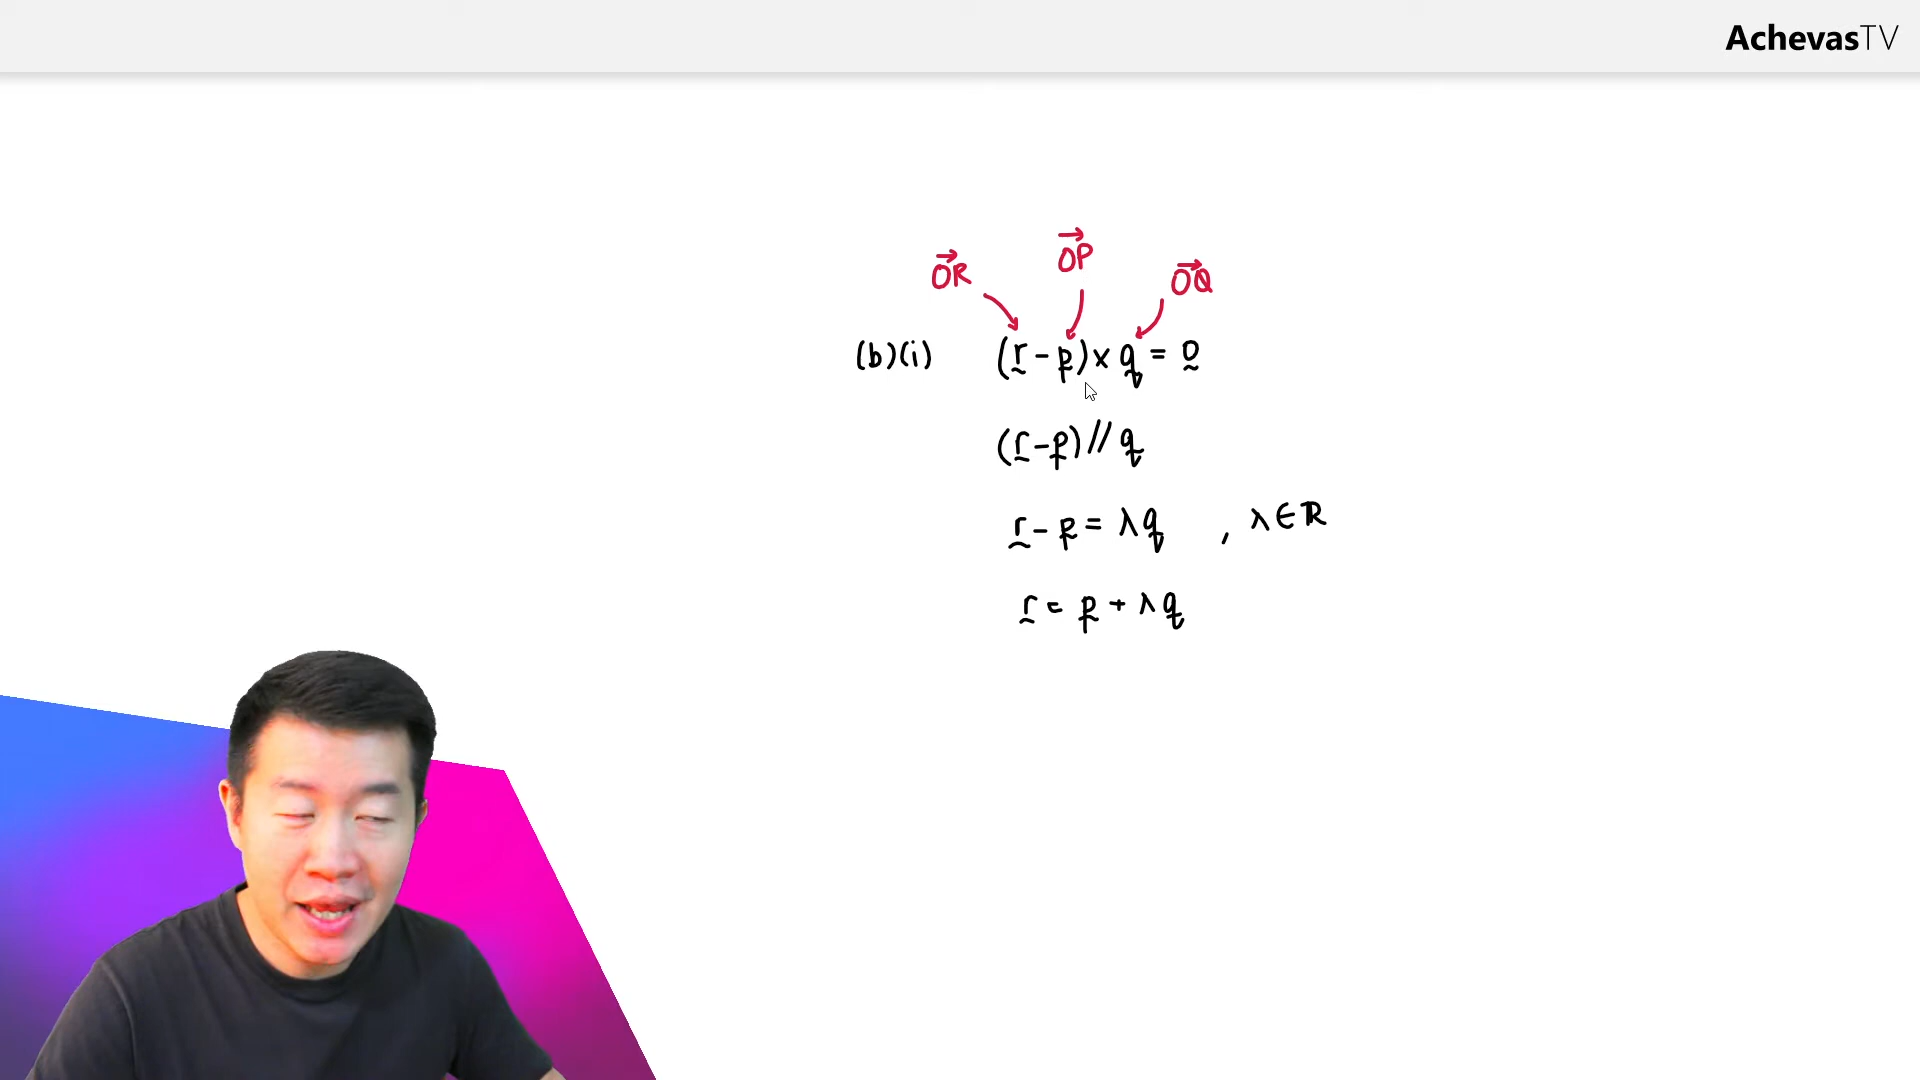 AchevasTV
OR→ OP→ OQ→
(b)(i) (r̰ - p̰) × q̰ = 0̰
(r̰ - p̰) // q̰
r̰ - p̰ = λq̰ , λ ∈ ℝ
r̰ = p̰ + λq̰